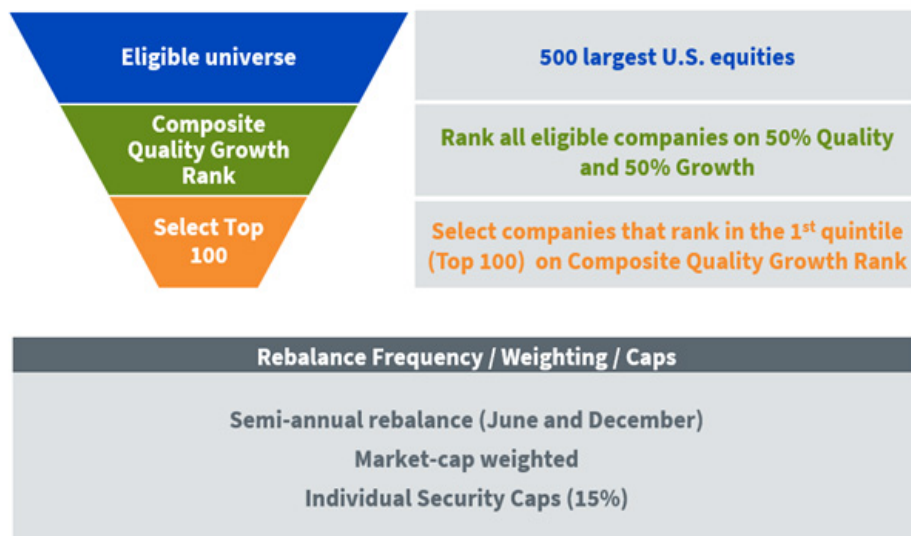 Eligible universe
500 largest U.S. equities
Composite
Quality Growth
Rank
Rank all eligible companies on 50% Quality
and 50% Growth
Select Top
100
Select companies that rank in the 1st quintile
(Top 100) on Composite Quality Growth Rank
Rebalance Frequency / Weighting / Caps
Semi-annual rebalance (June and December)
Market-cap weighted
Individual Security Caps (15%)